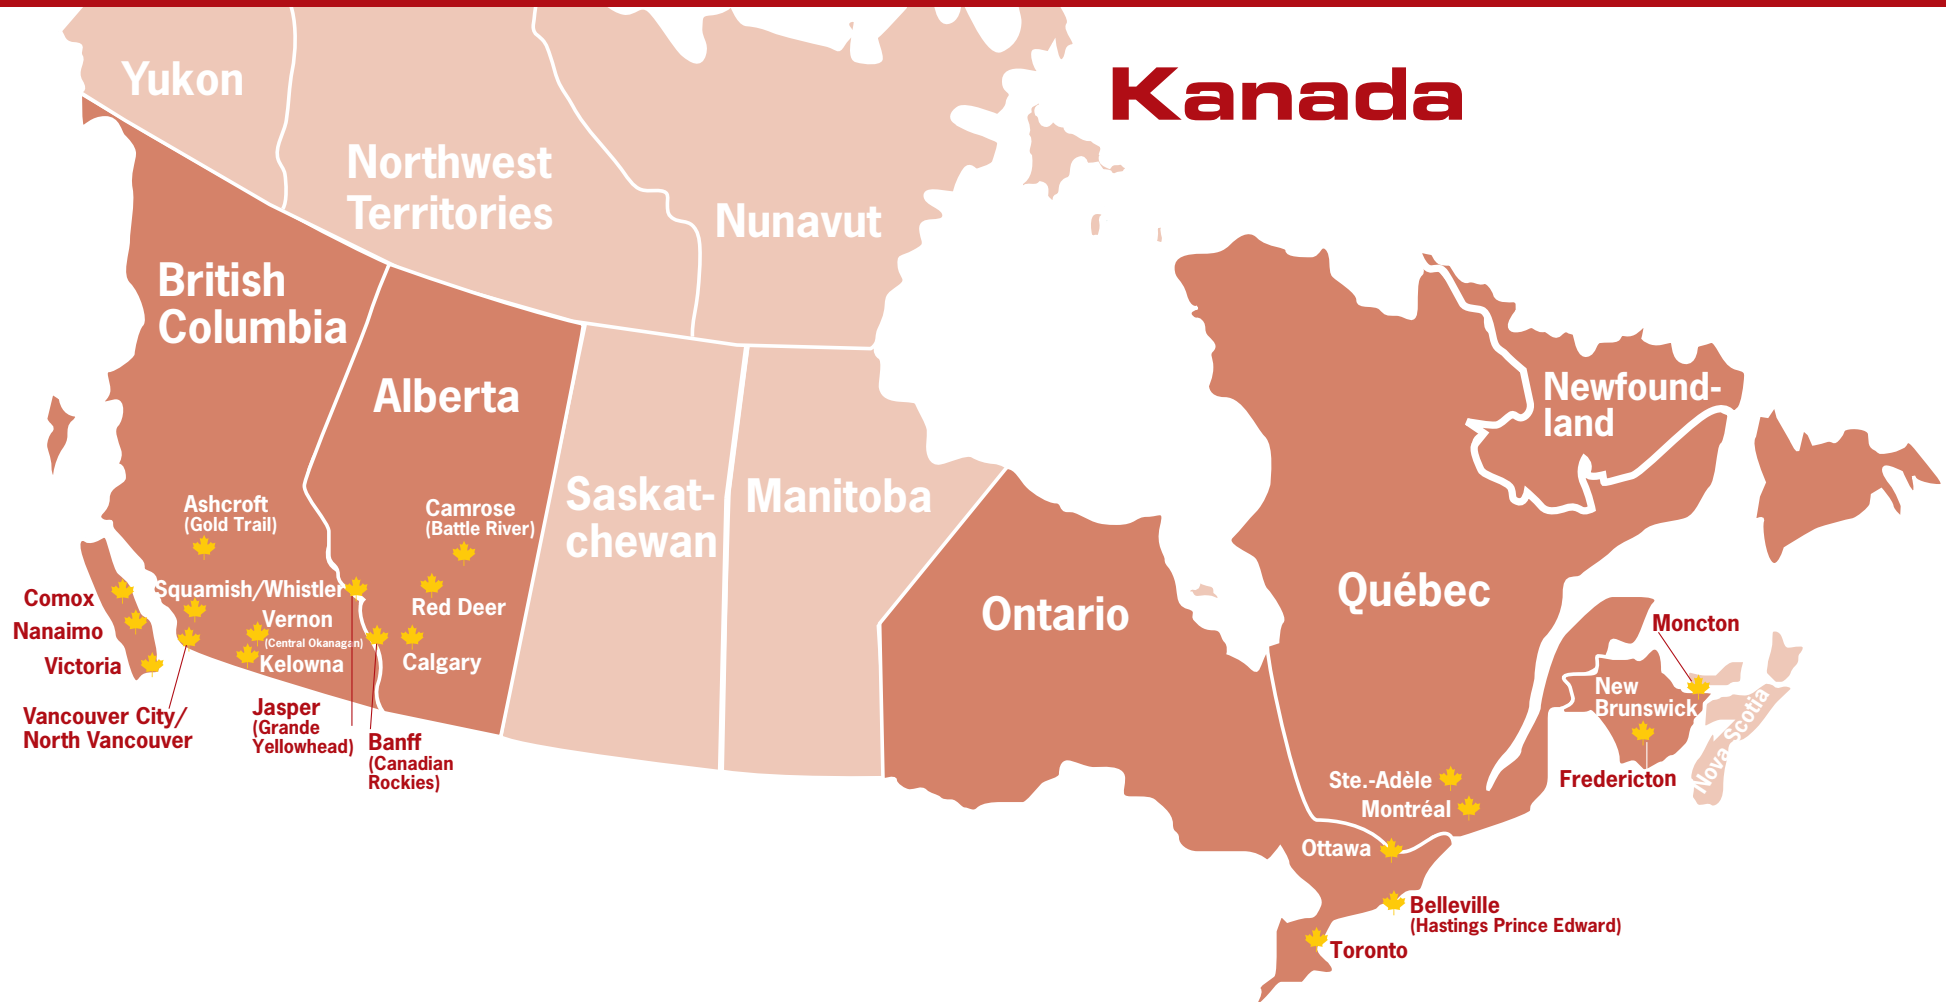 Kanada
Yukon
Northwest
Territories
Nunavut
British
Columbia
Alberta
Saskat-
chewan
Manitoba
Ontario
Québec
Newfound-
land
New
Brunswick
Nova Scotia
Ashcroft
(Gold Trail)
Camrose
(Battle River)
Squamish/Whistler
Red Deer
Vernon
(Central Okanagan)
Kelowna
Calgary
Comox
Nanaimo
Victoria
Vancouver City/
North Vancouver
Jasper
(Grande
Yellowhead)
Banff
(Canadian
Rockies)
Moncton
Fredericton
Ste.-Adèle
Montréal
Ottawa
Belleville
(Hastings Prince Edward)
Toronto